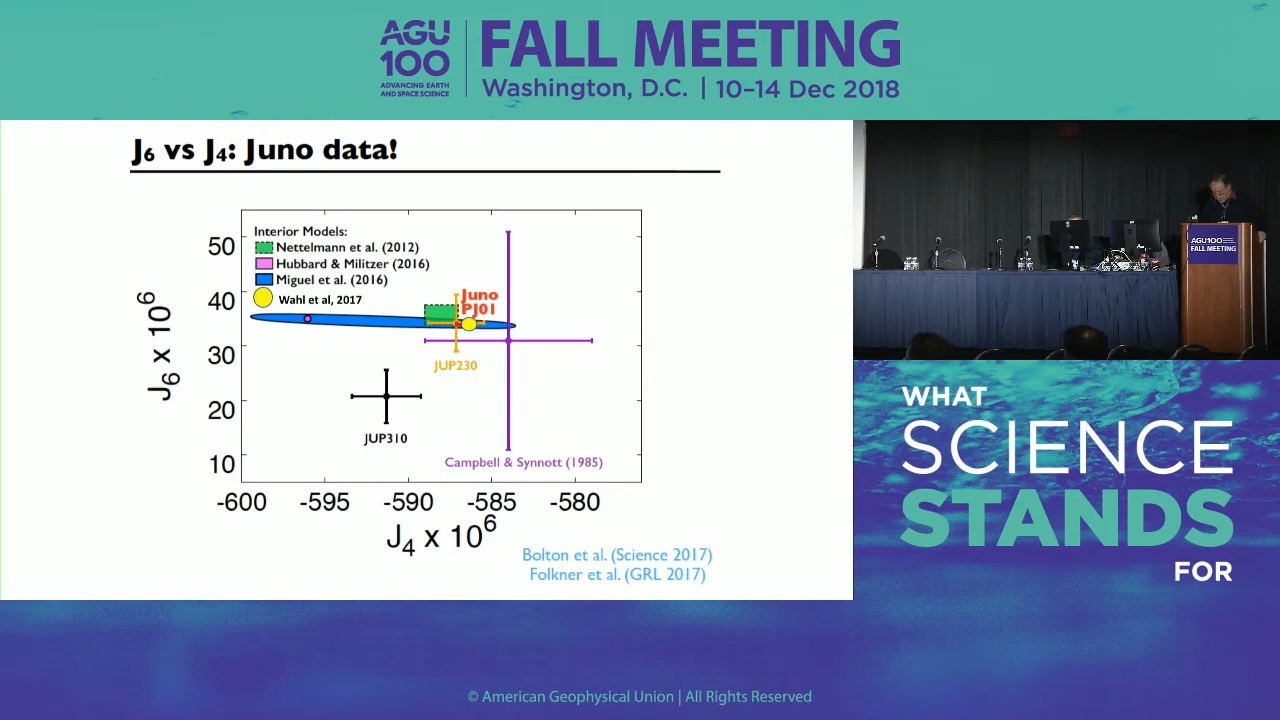 AGU
100
ADVANCING EARTH
AND SPACE SCIENCE
FALL MEETING
Washington, D.C. | 10–14 Dec 2018
J₆ vs J₄: Juno data!
Interior Models:
Nettelmann et al. (2012)
Hubbard & Militzer (2016)
Miguel et al. (2016)
Wahl et al, 2017
Juno
PJ01
JUP230
JUP310
Campbell & Synnott (1985)
50
40
30
20
10
J₆ x 10⁶
-600 -595 -590 -585 -580
J₄ x 10⁶
Bolton et al. (Science 2017)
Folkner et al. (GRL 2017)
AGU100
FALL MEETING
WHAT
SCIENCE
STANDS
FOR
© American Geophysical Union | All Rights Reserved